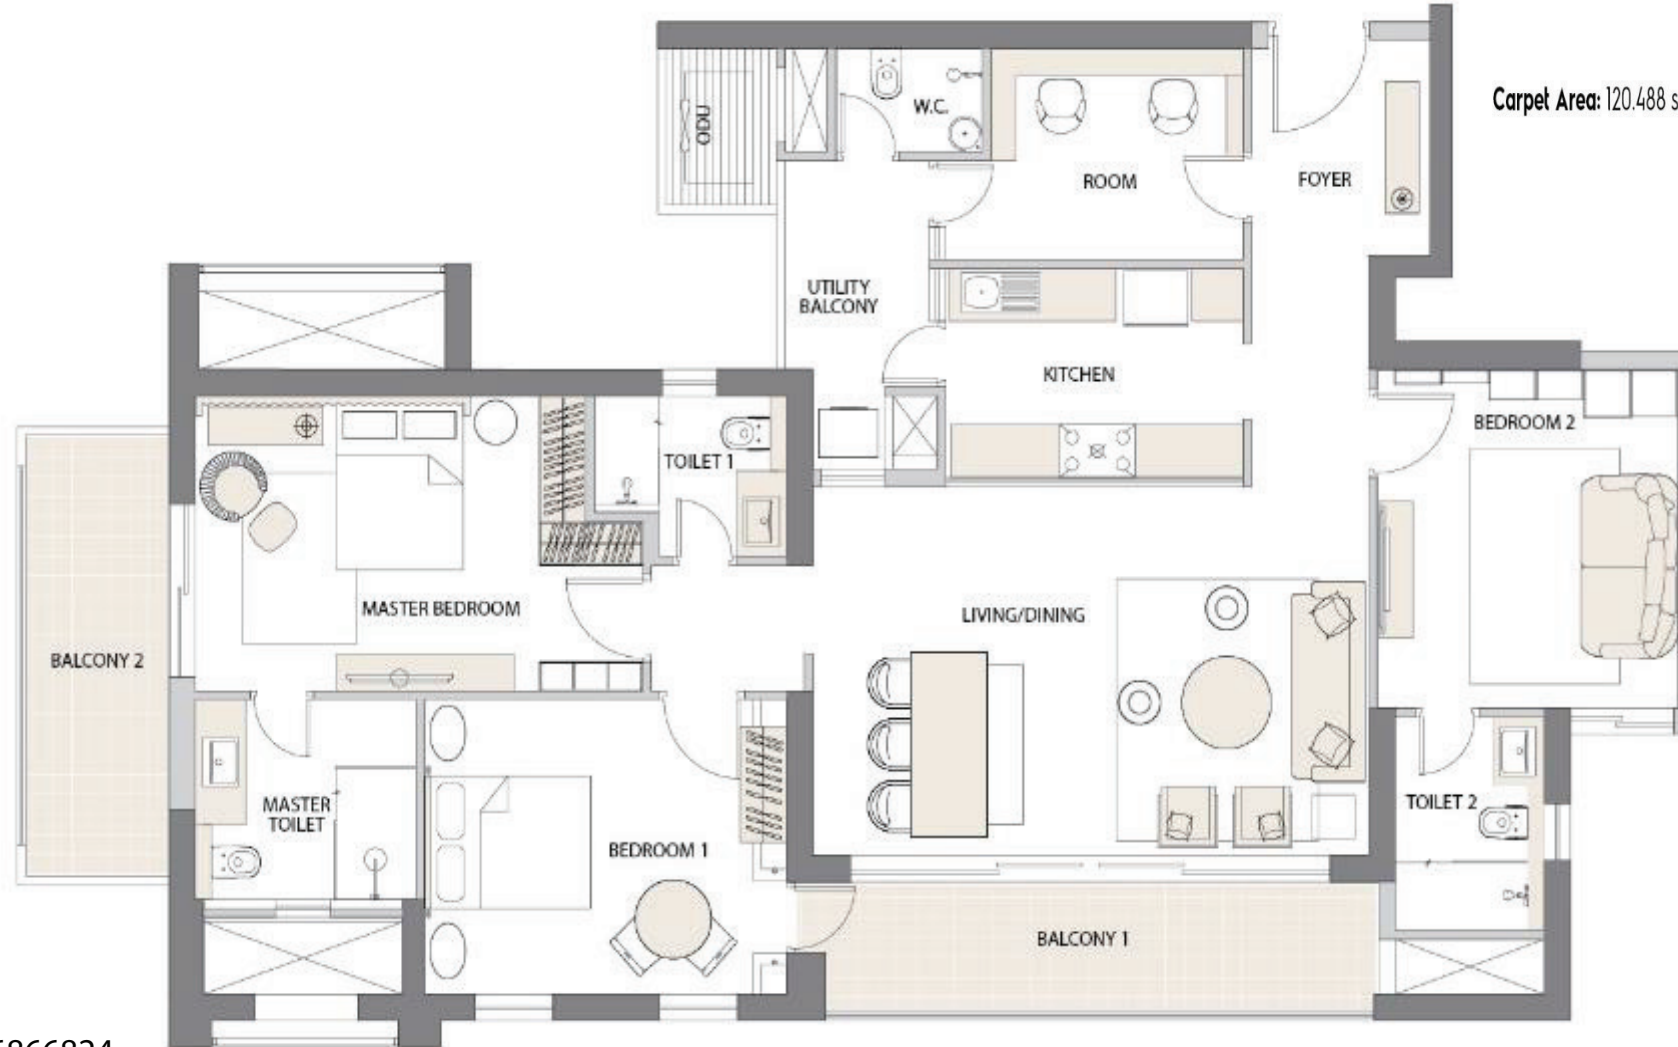 Carpet Area: 120.488 s
ODU
W.C.
ROOM
FOYER
UTILITY
BALCONY
KITCHEN
BEDROOM 2
TOILET 1
MASTER BEDROOM
LIVING/DINING
BALCONY 2
MASTER
TOILET
TOILET 2
BEDROOM 1
BALCONY 1